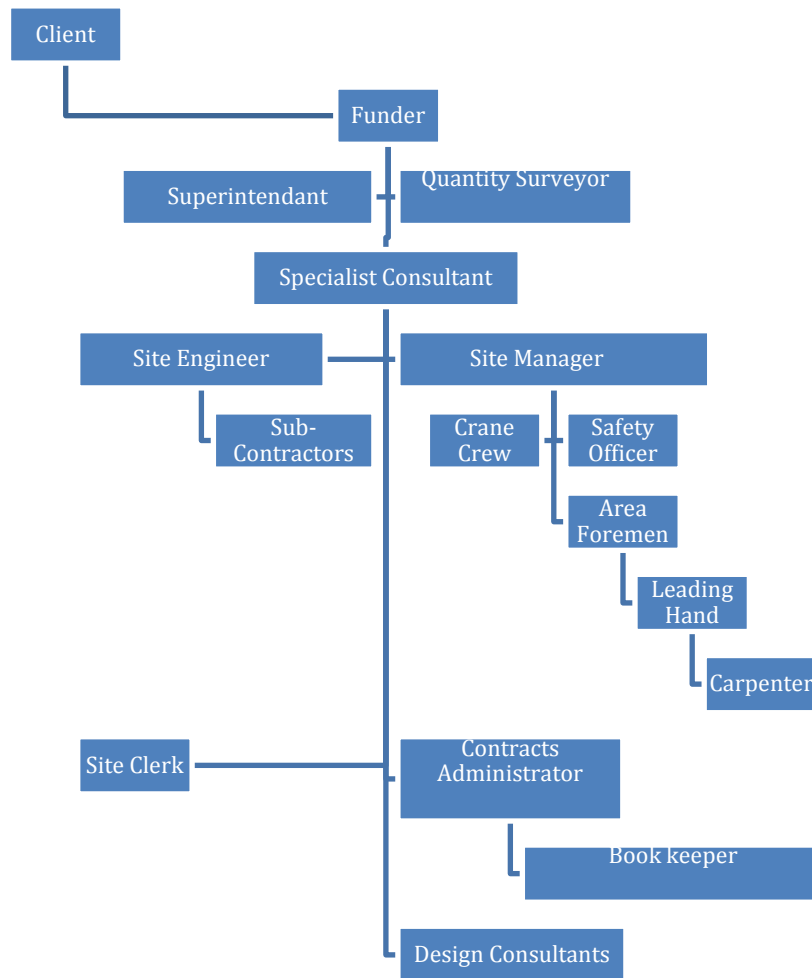 Client
Funder
Superintendant
Quantity Surveyor
Specialist Consultant
Site Engineer
Site Manager
Sub-
Contractors
Crane
Crew
Safety
Officer
Area
Foremen
Leading
Hand
Carpenter
Site Clerk
Contracts
Administrator
Book keeper
Design Consultants